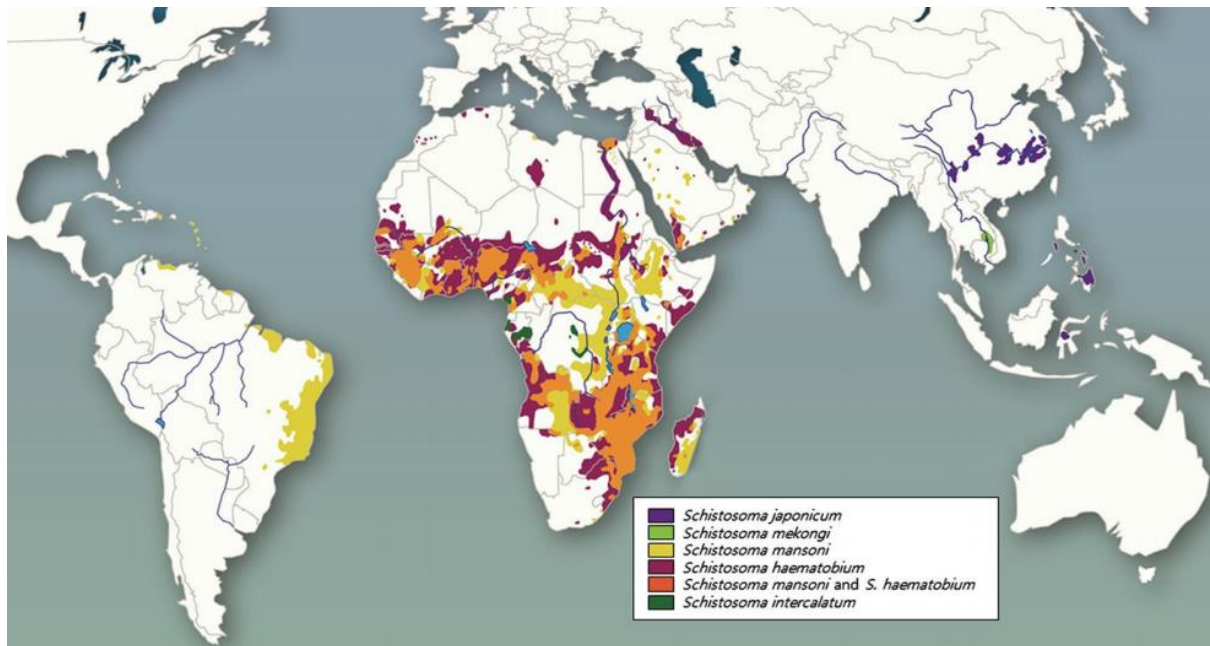 Schistosoma japonicum
Schistosoma mekongi
Schistosoma mansoni
Schistosoma haematobium
Schistosoma mansoni and S. haematobium
Schistosoma intercalatum